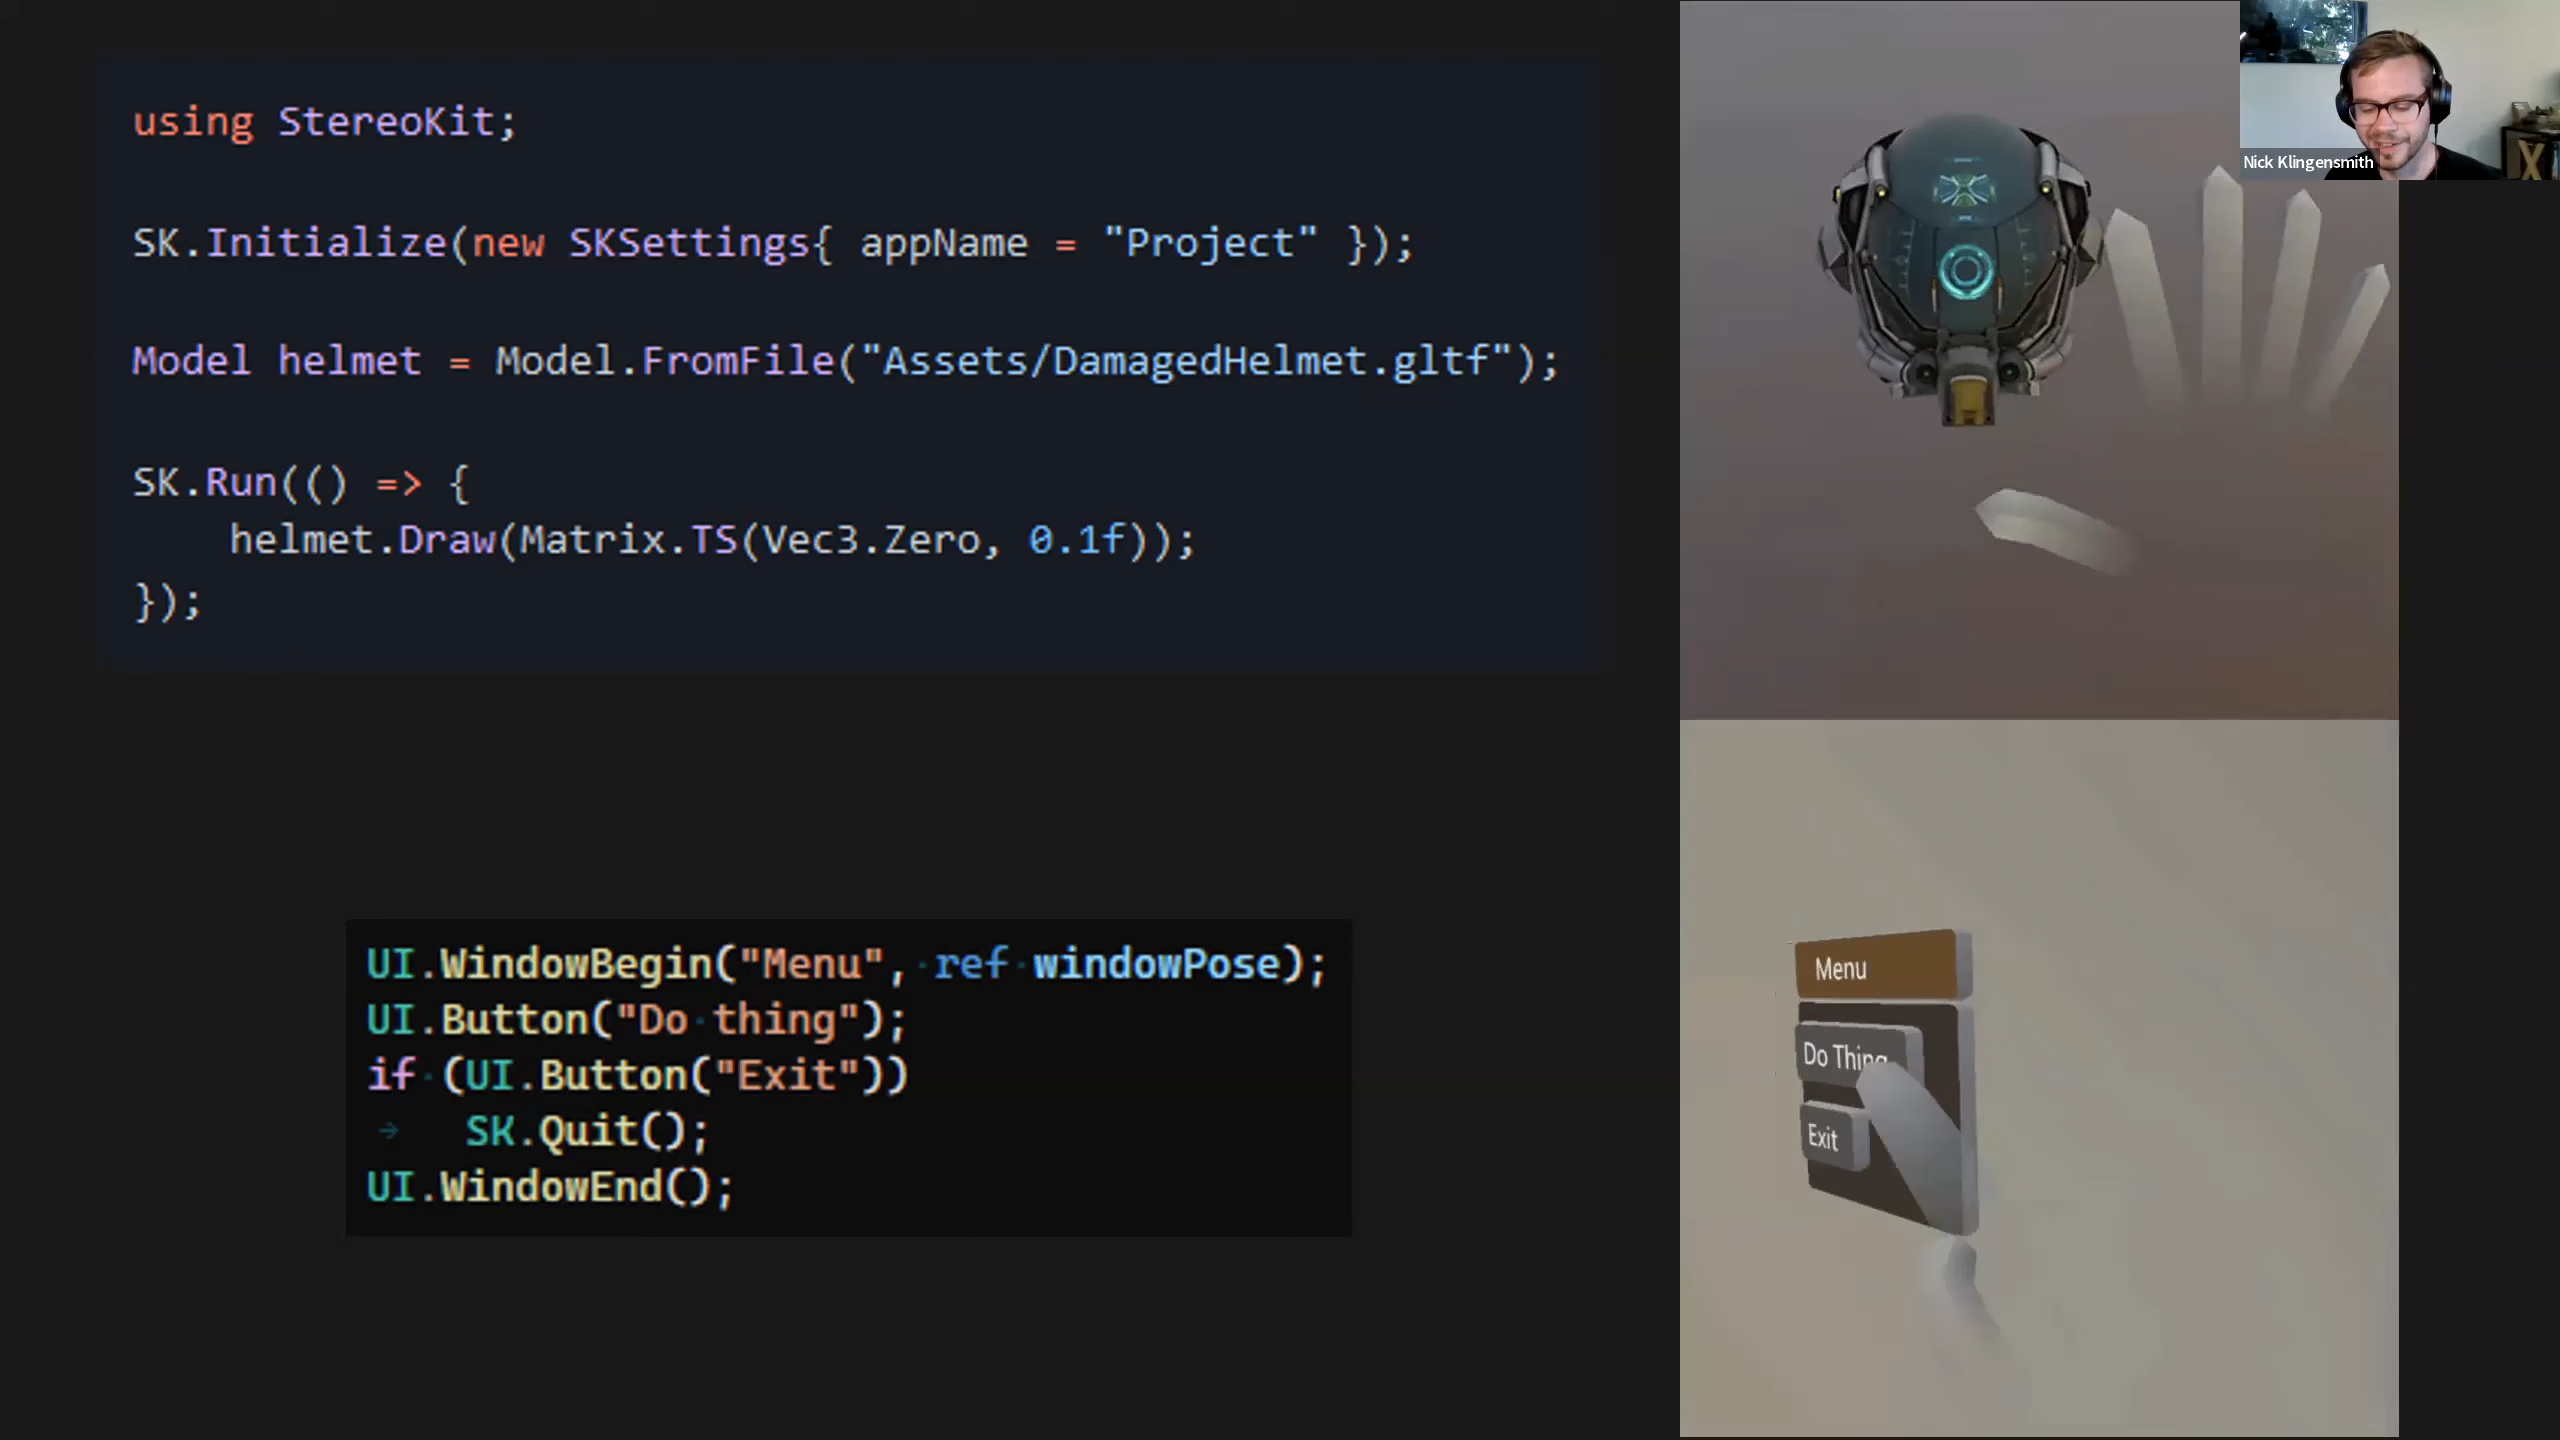 using StereoKit;
SK.Initialize(new SKSettings{ appName = "Project" });
Model helmet = Model.FromFile("Assets/DamagedHelmet.gltf");
SK.Run(() => {
helmet.Draw(Matrix.TS(Vec3.Zero, 0.1f));
});
UI.WindowBegin("Menu", ref windowPose);
UI.Button("Do thing");
if (UI.Button("Exit"))
SK.Quit();
UI.WindowEnd();
Nick Klingensmith
Menu
Do Thing
Exit